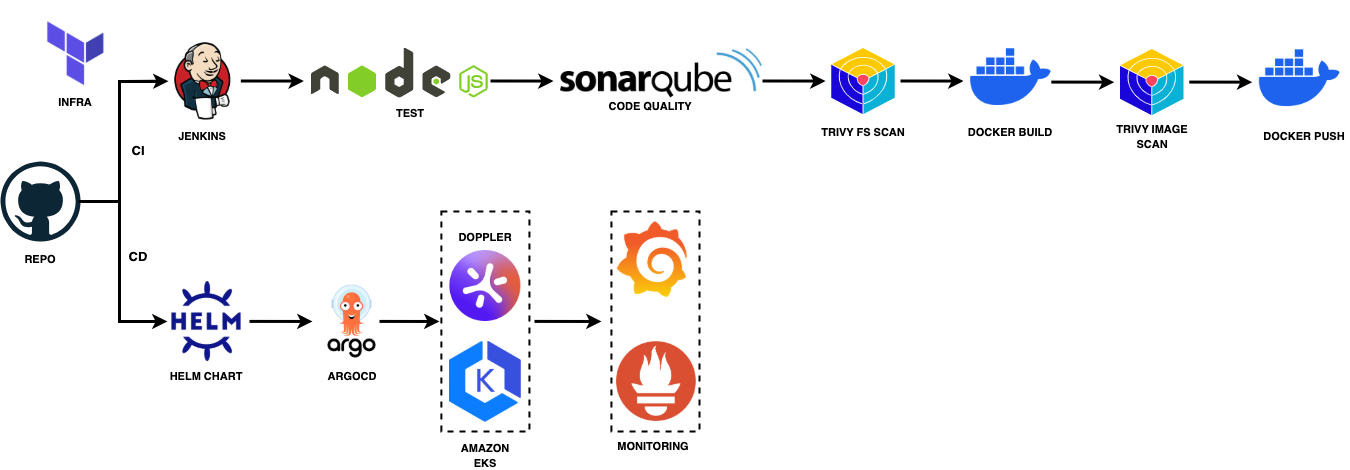 INFRA
JENKINS
node
JS
TEST
sonarqube
CODE QUALITY
TRIVY FS SCAN
DOCKER BUILD
TRIVY IMAGE
SCAN
DOCKER PUSH
CI
REPO
CD
HELM
HELM CHART
argo
ARGOCD
DOPPLER
K
AMAZON
EKS
MONITORING